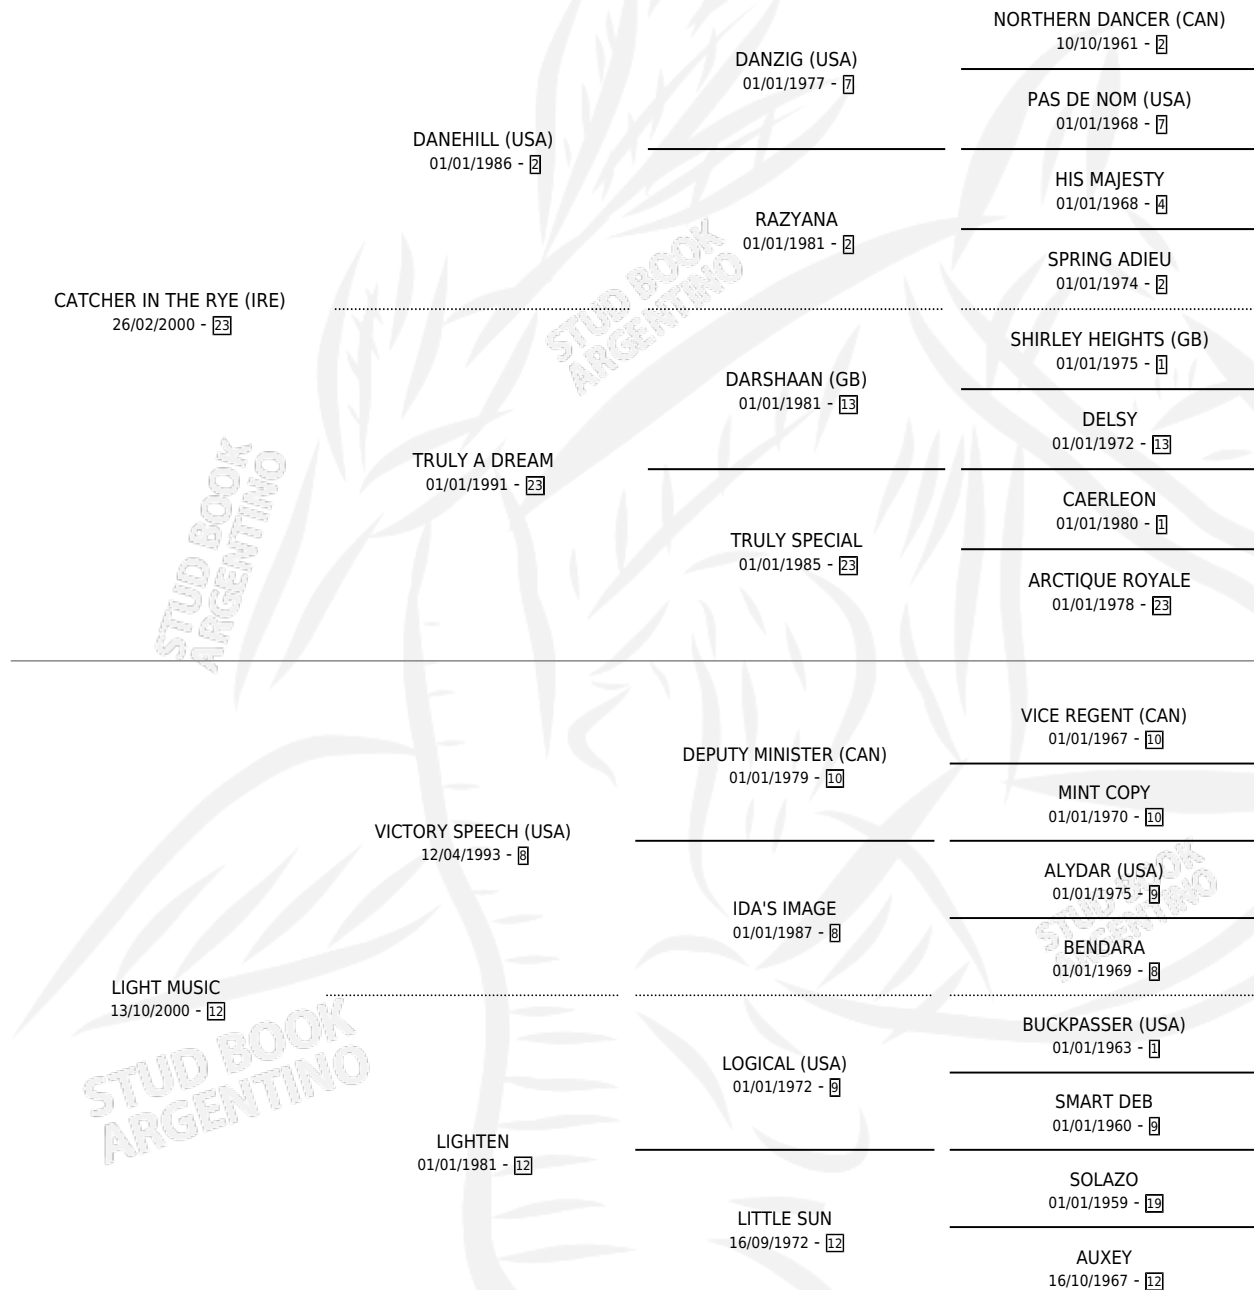 NORTHERN DANCER (CAN)
10/10/1961 - 2
DANZIG (USA)
01/01/1977 - 7
PAS DE NOM (USA)
01/01/1968 - 7
DANEHILL (USA)
01/01/1986 - 2
HIS MAJESTY
01/01/1968 - 4
RAZYANA
01/01/1981 - 2
SPRING ADIEU
01/01/1974 - 2
CATCHER IN THE RYE (IRE)
26/02/2000 - 23
SHIRLEY HEIGHTS (GB)
01/01/1975 - 1
DARSHAAN (GB)
01/01/1981 - 13
DELSY
01/01/1972 - 13
TRULY A DREAM
01/01/1991 - 23
CAERLEON
01/01/1980 - 1
TRULY SPECIAL
01/01/1985 - 23
ARCTIQUE ROYALE
01/01/1978 - 23
VICE REGENT (CAN)
01/01/1967 - 10
DEPUTY MINISTER (CAN)
01/01/1979 - 10
MINT COPY
01/01/1970 - 10
VICTORY SPEECH (USA)
12/04/1993 - 8
ALYDAR (USA)
01/01/1975 - 9
IDA'S IMAGE
01/01/1987 - 8
BENDARA
01/01/1969 - 8
LIGHT MUSIC
13/10/2000 - 12
BUCKPASSER (USA)
01/01/1963 - 1
LOGICAL (USA)
01/01/1972 - 9
SMART DEB
01/01/1960 - 9
LIGHTEN
01/01/1981 - 12
SOLAZO
01/01/1959 - 19
LITTLE SUN
16/09/1972 - 12
AUXEY
16/10/1967 - 12
STUD BOOK
ARGENTINO
STUD BOOK
ARGENTINO
STUD BOOK
ARGENTINO
STUD BOOK
ARGENTINO